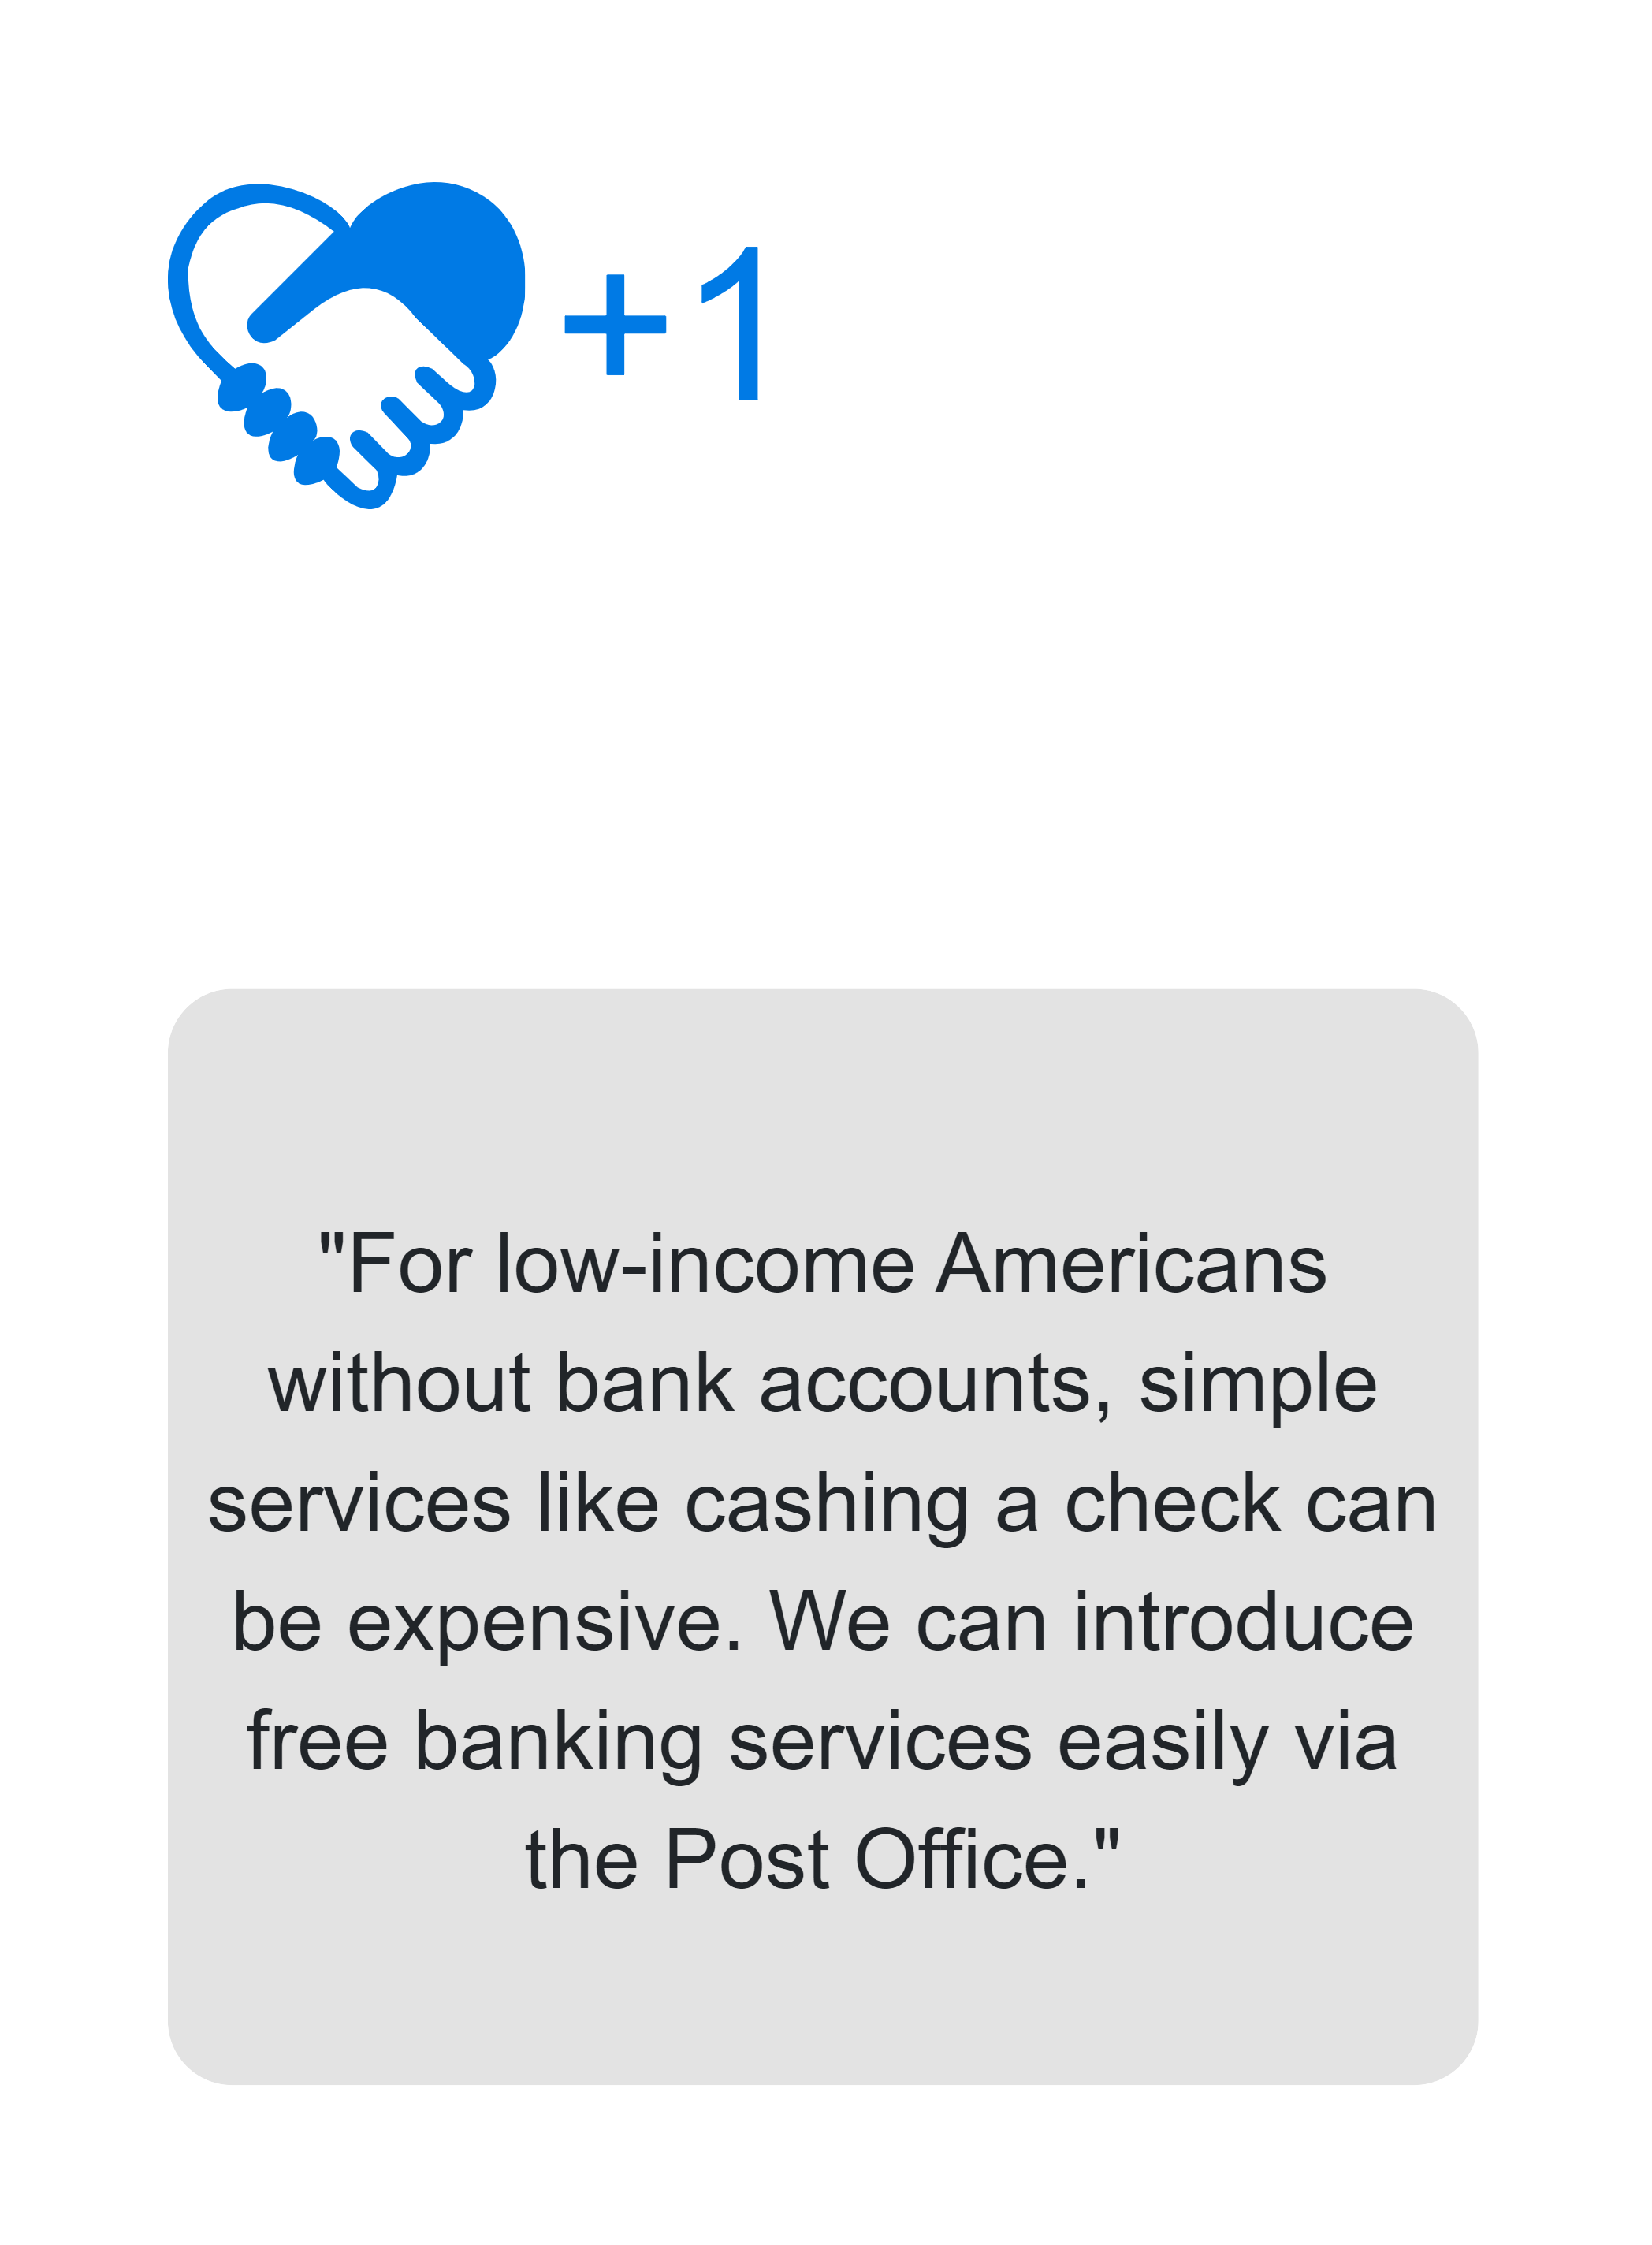 +1
"For low-income Americans
without bank accounts, simple
services like cashing a check can
be expensive. We can introduce
free banking services easily via
the Post Office."